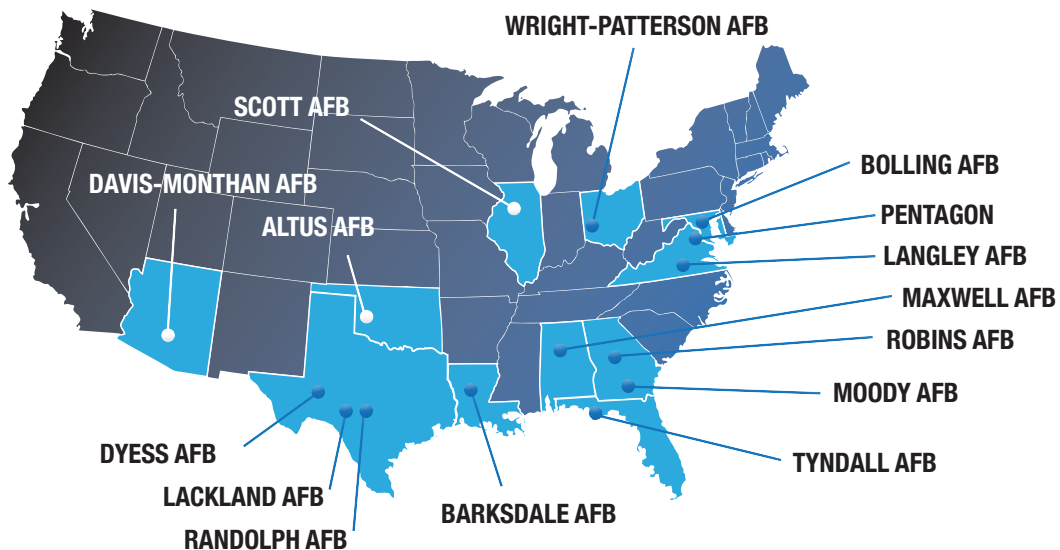 WRIGHT-PATTERSON AFB
SCOTT AFB
BOLLING AFB
DAVIS-MONTHAN AFB
PENTAGON
ALTUS AFB
LANGLEY AFB
MAXWELL AFB
ROBINS AFB
MOODY AFB
DYESS AFB
TYNDALL AFB
LACKLAND AFB
BARKSDALE AFB
RANDOLPH AFB